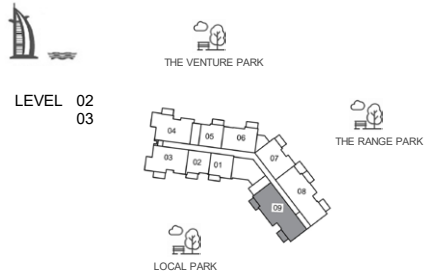 THE VENTURE PARK
LEVEL 02
03
THE RANGE PARK
04
05
06
03
02
01
07
08
09
LOCAL PARK